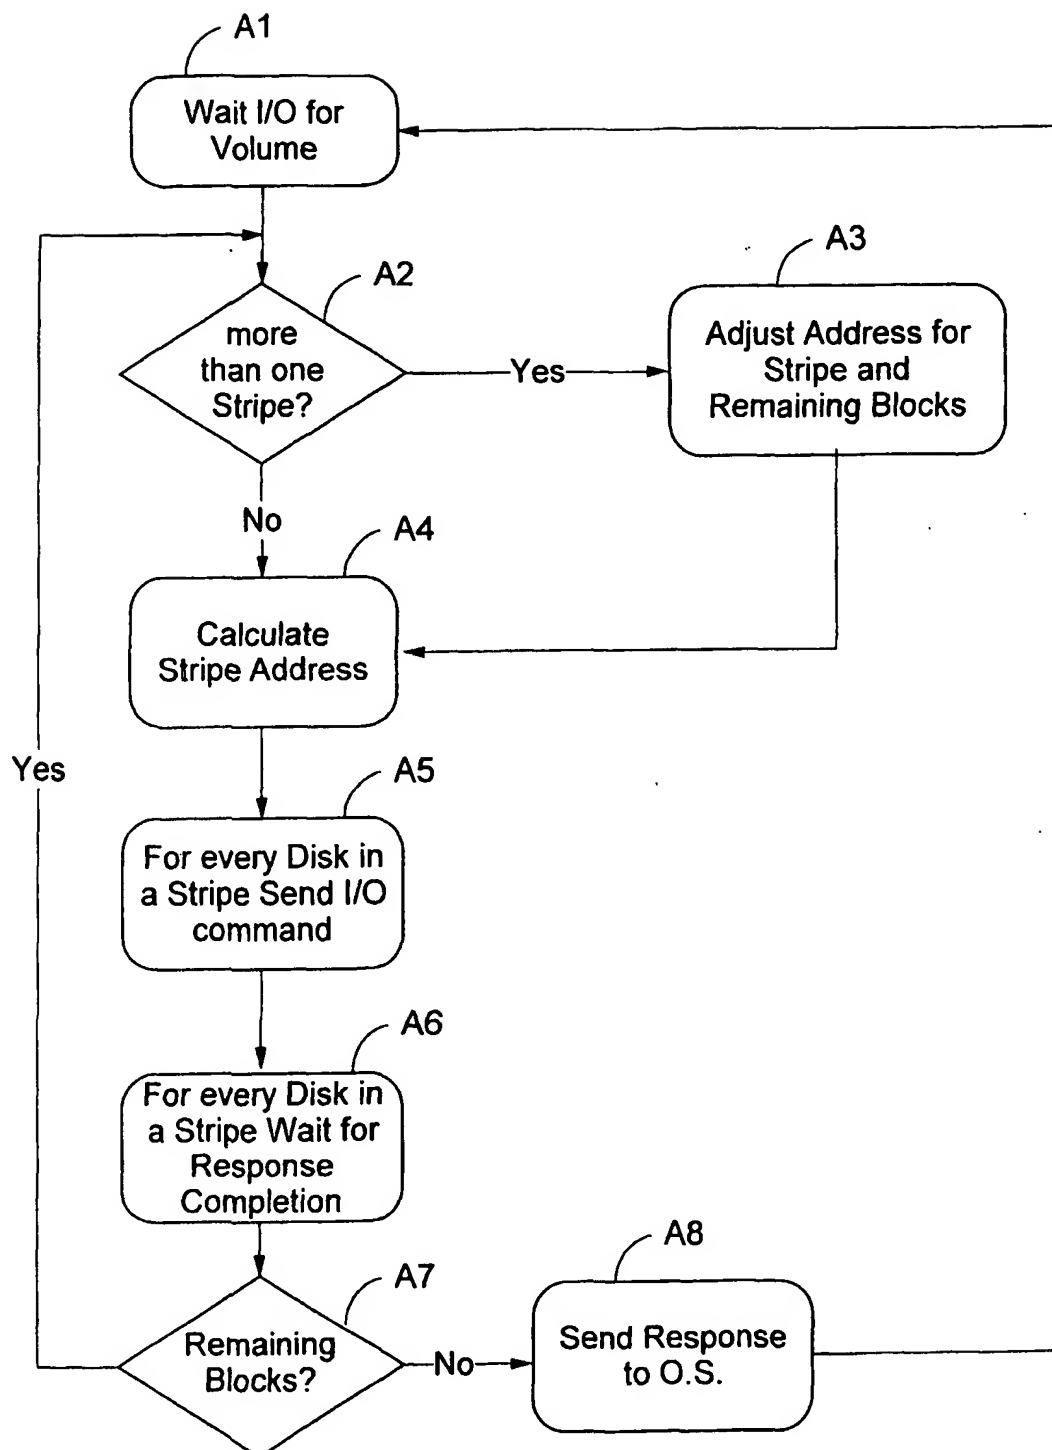 A1
Wait I/O for
Volume
A2
more
than one
Stripe?
Yes
A3
Adjust Address for
Stripe and
Remaining Blocks
No
A4
Calculate
Stripe Address
Yes
A5
For every Disk in
a Stripe Send I/O
command
A6
For every Disk in
a Stripe Wait for
Response
Completion
A7
Remaining
Blocks?
No
A8
Send Response
to O.S.